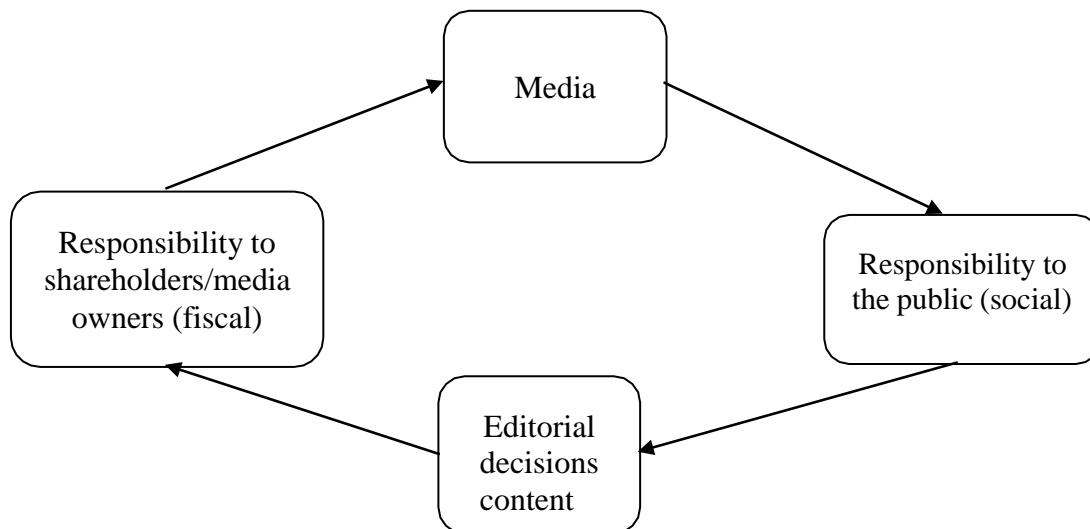 Media
Responsibility to
shareholders/media
owners (fiscal)
Responsibility to
the public (social)
Editorial
decisions
content